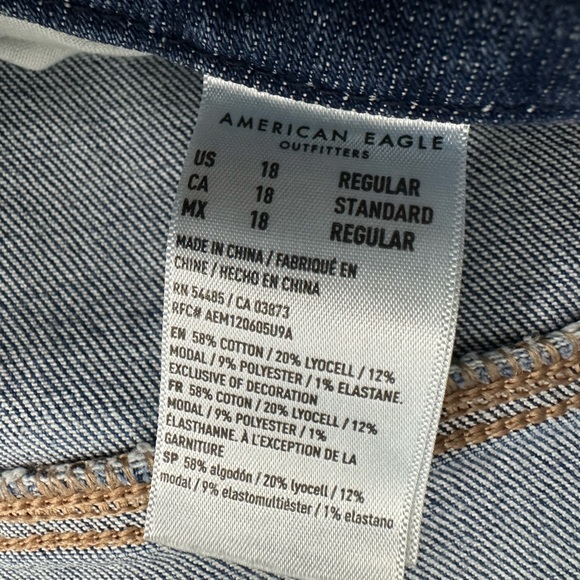 AMERICAN EAGLE
OUTFITTERS
US 18 REGULAR
CA 18 STANDARD
MX 18 REGULAR
MADE IN CHINA / FABRIQUÉ EN
CHINE / HECHO EN CHINA
RN 54485 / CA 03873
RFC# AEM120605U9A
EN 58% COTTON / 20% LYOCELL / 12%
MODAL / 9% POLYESTER / 1% ELASTANE.
EXCLUSIVE OF DECORATION
FR 58% COTON / 20% LYOCELL / 12%
MODAL / 9% POLYESTER / 1%
ÉLASTHANNE. À L'EXCEPTION DE LA
GARNITURE
SP 58% algodón / 20% lyocell / 12%
modal / 9% elastomultiéster / 1% elastano